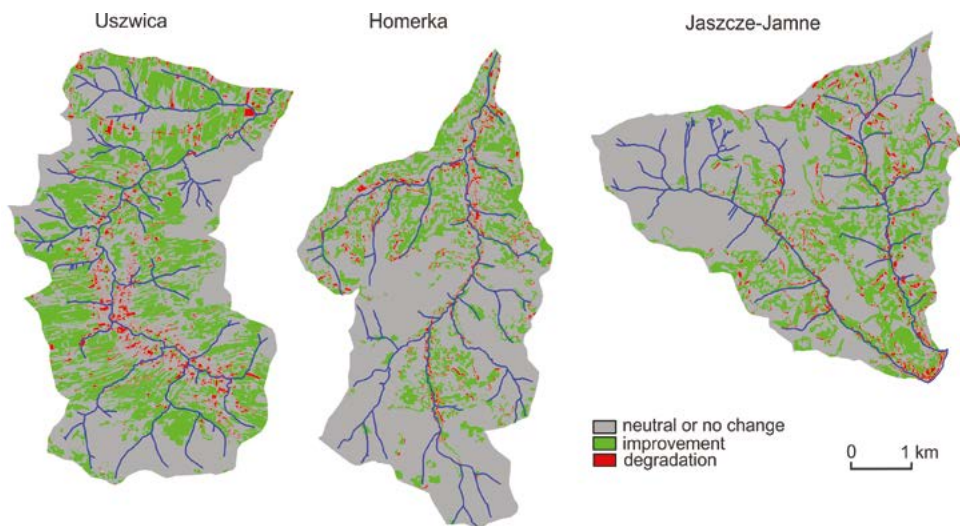 Uszwica
Homerka
Jaszcze-Jamne
neutral or no change
improvement
degradation
0 1 km